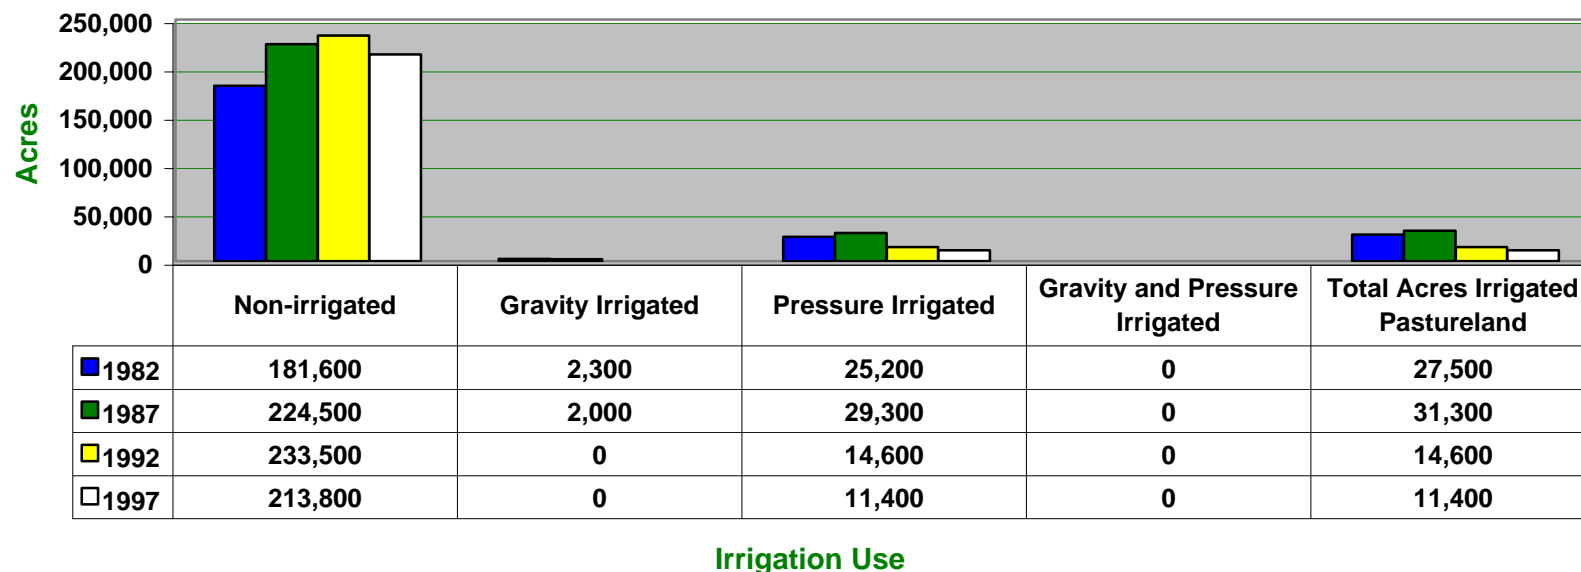 250,000
200,000
150,000
100,000
50,000
0
Acres
Non-irrigated Gravity Irrigated Pressure Irrigated Gravity and Pressure Irrigated Total Acres Irrigated Pastureland
1982 181,600 2,300 25,200 0 27,500
1987 224,500 2,000 29,300 0 31,300
1992 233,500 0 14,600 0 14,600
1997 213,800 0 11,400 0 11,400
Irrigation Use